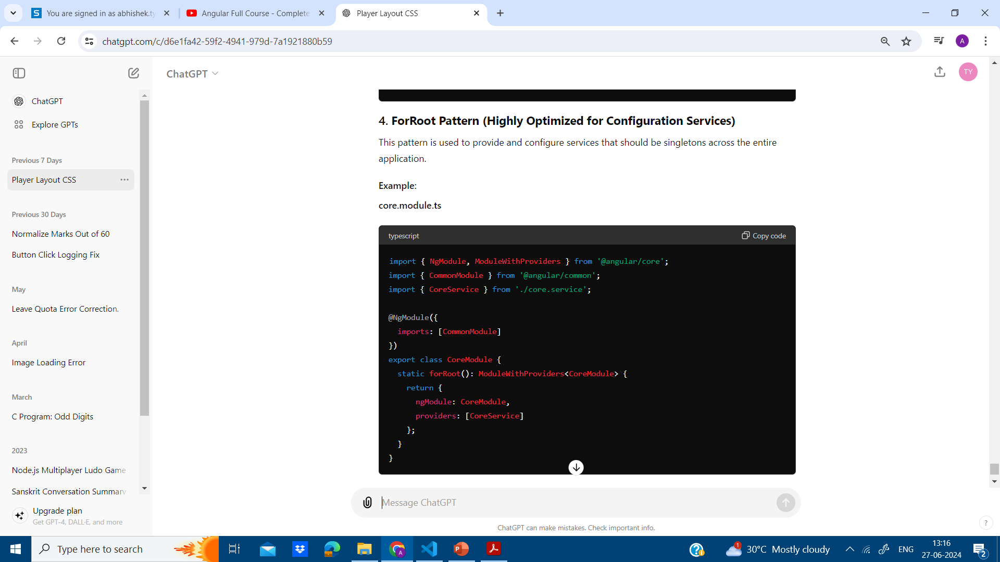 You are signed in as abhishek.ty
Angular Full Course - Complete
Player Layout CSS
chatgpt.com/c/d6e1fa42-59f2-4941-979d-7a1921880b59
A
ChatGPT
TY
ChatGPT
Explore GPTs
Previous 7 Days
Player Layout CSS
Previous 30 Days
Normalize Marks Out of 60
Button Click Logging Fix
May
Leave Quota Error Correction.
April
Image Loading Error
March
C Program: Odd Digits
2023
Node.js Multiplayer Ludo Game
Sanskrit Conversation Summary
Upgrade plan
Get GPT-4, DALL·E, and more
4. ForRoot Pattern (Highly Optimized for Configuration Services)
This pattern is used to provide and configure services that should be singletons across the entire
application.
Example:
core.module.ts
typescript
Copy code
import { NgModule, ModuleWithProviders } from '@angular/core';
import { CommonModule } from '@angular/common';
import { CoreService } from './core.service';
@NgModule({
imports: [CommonModule]
})
export class CoreModule {
static forRoot(): ModuleWithProviders<CoreModule> {
return {
ngModule: CoreModule,
providers: [CoreService]
};
}
}
Message ChatGPT
ChatGPT can make mistakes. Check important info.
?
Type here to search
1
30°C Mostly cloudy
ENG
13:16
27-06-2024
2